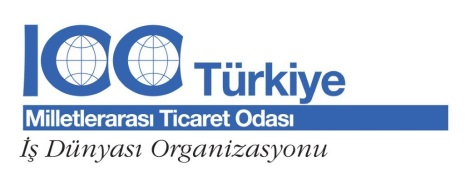 ICC Türkiye
Milletlerarası Ticaret Odası
İş Dünyası Organizasyonu